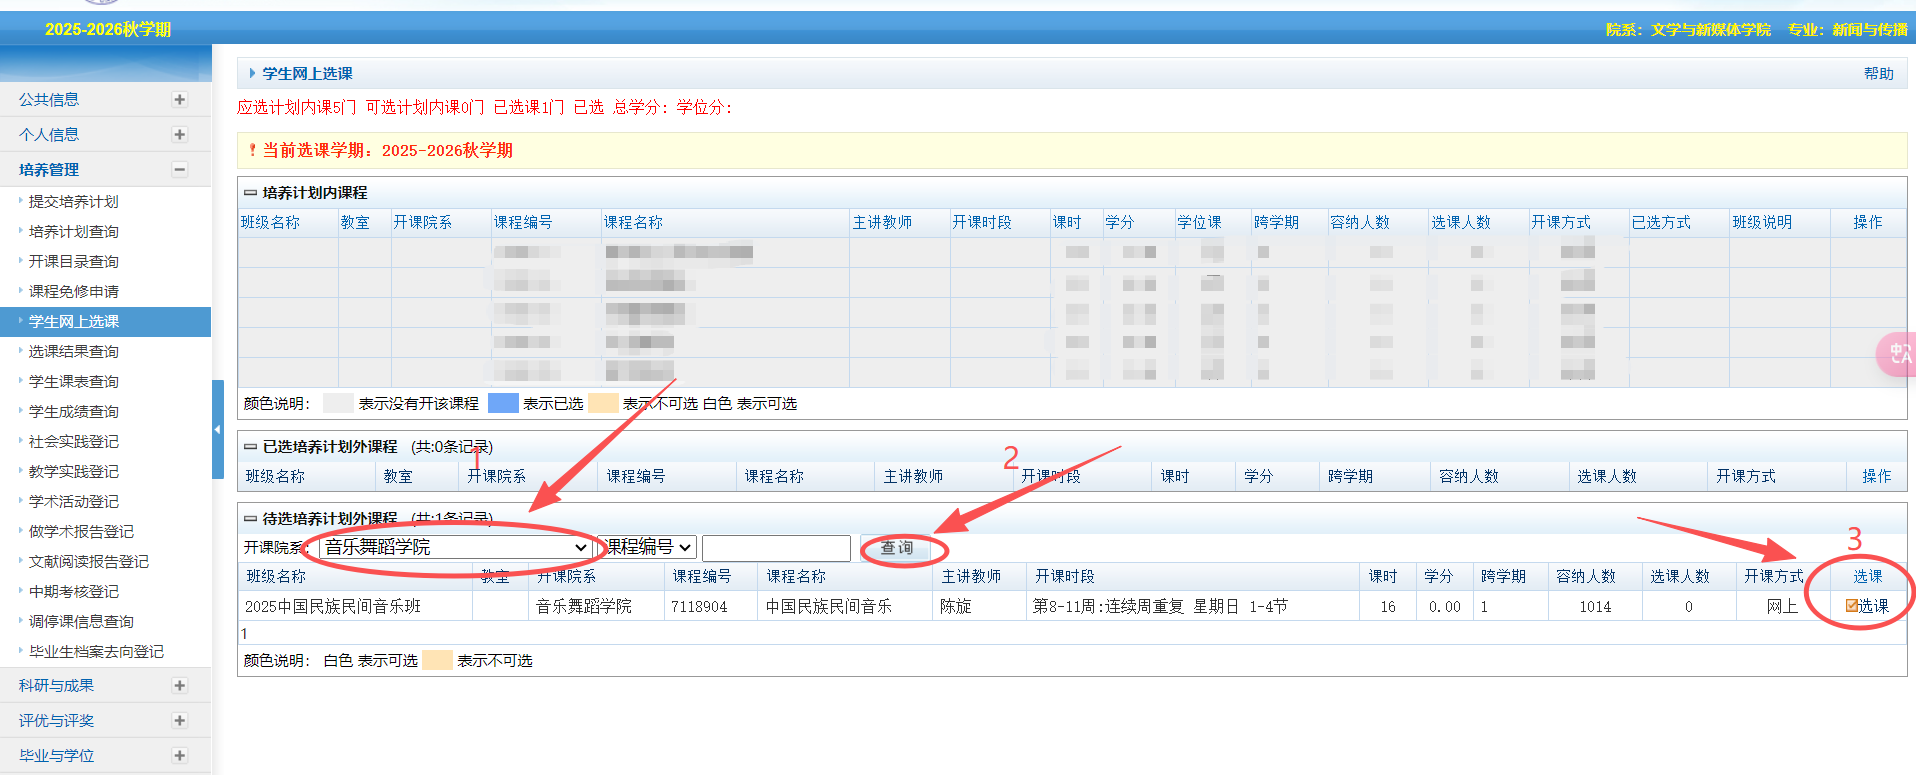 2025-2026秋学期
院系：文学与新媒体学院 专业：新闻与传播
公共信息
个人信息
培养管理
提交培养计划
培养计划查询
开课目录查询
课程免修申请
学生网上选课
选课结果查询
学生课表查询
学生成绩查询
社会实践登记
教学实践登记
学术活动登记
做学术报告登记
文献阅读报告登记
中期考核登记
调停课信息查询
毕业生档案去向登记
科研与成果
评优与评奖
毕业与学位
学生网上选课 帮助
应选计划内课5门 可选计划内课0门 已选课1门 已选 总学分: 学位分:
! 当前选课学期：2025-2026秋学期
培养计划内课程
班级名称 教室 开课院系 课程编号 课程名称 主讲教师 开课时段 课时 学分 学位课 跨学期 容纳人数 选课人数 开课方式 已选方式 班级说明 操作
颜色说明： 表示没有开该课程 表示已选 表示不可选 白色 表示可选
已选培养计划外课程 (共:0条记录)
1 2
班级名称 教室 开课院系 课程编号 课程名称 主讲教师 开课时段 课时 学分 跨学期 容纳人数 选课人数 开课方式 操作
待选培养计划外课程 (共:1条记录)
开课院系: 音乐舞蹈学院 课程编号 查询
3
班级名称 教室 开课院系 课程编号 课程名称 主讲教师 开课时段 课时 学分 跨学期 容纳人数 选课人数 开课方式 选课
2025中国民族民间音乐班 音乐舞蹈学院 7118904 中国民族民间音乐 陈旋 第8-11周:连续周重复 星期日 1-4节 16 0.00 1 1014 0 网上 选课
1
颜色说明： 白色 表示可选 表示不可选
中A